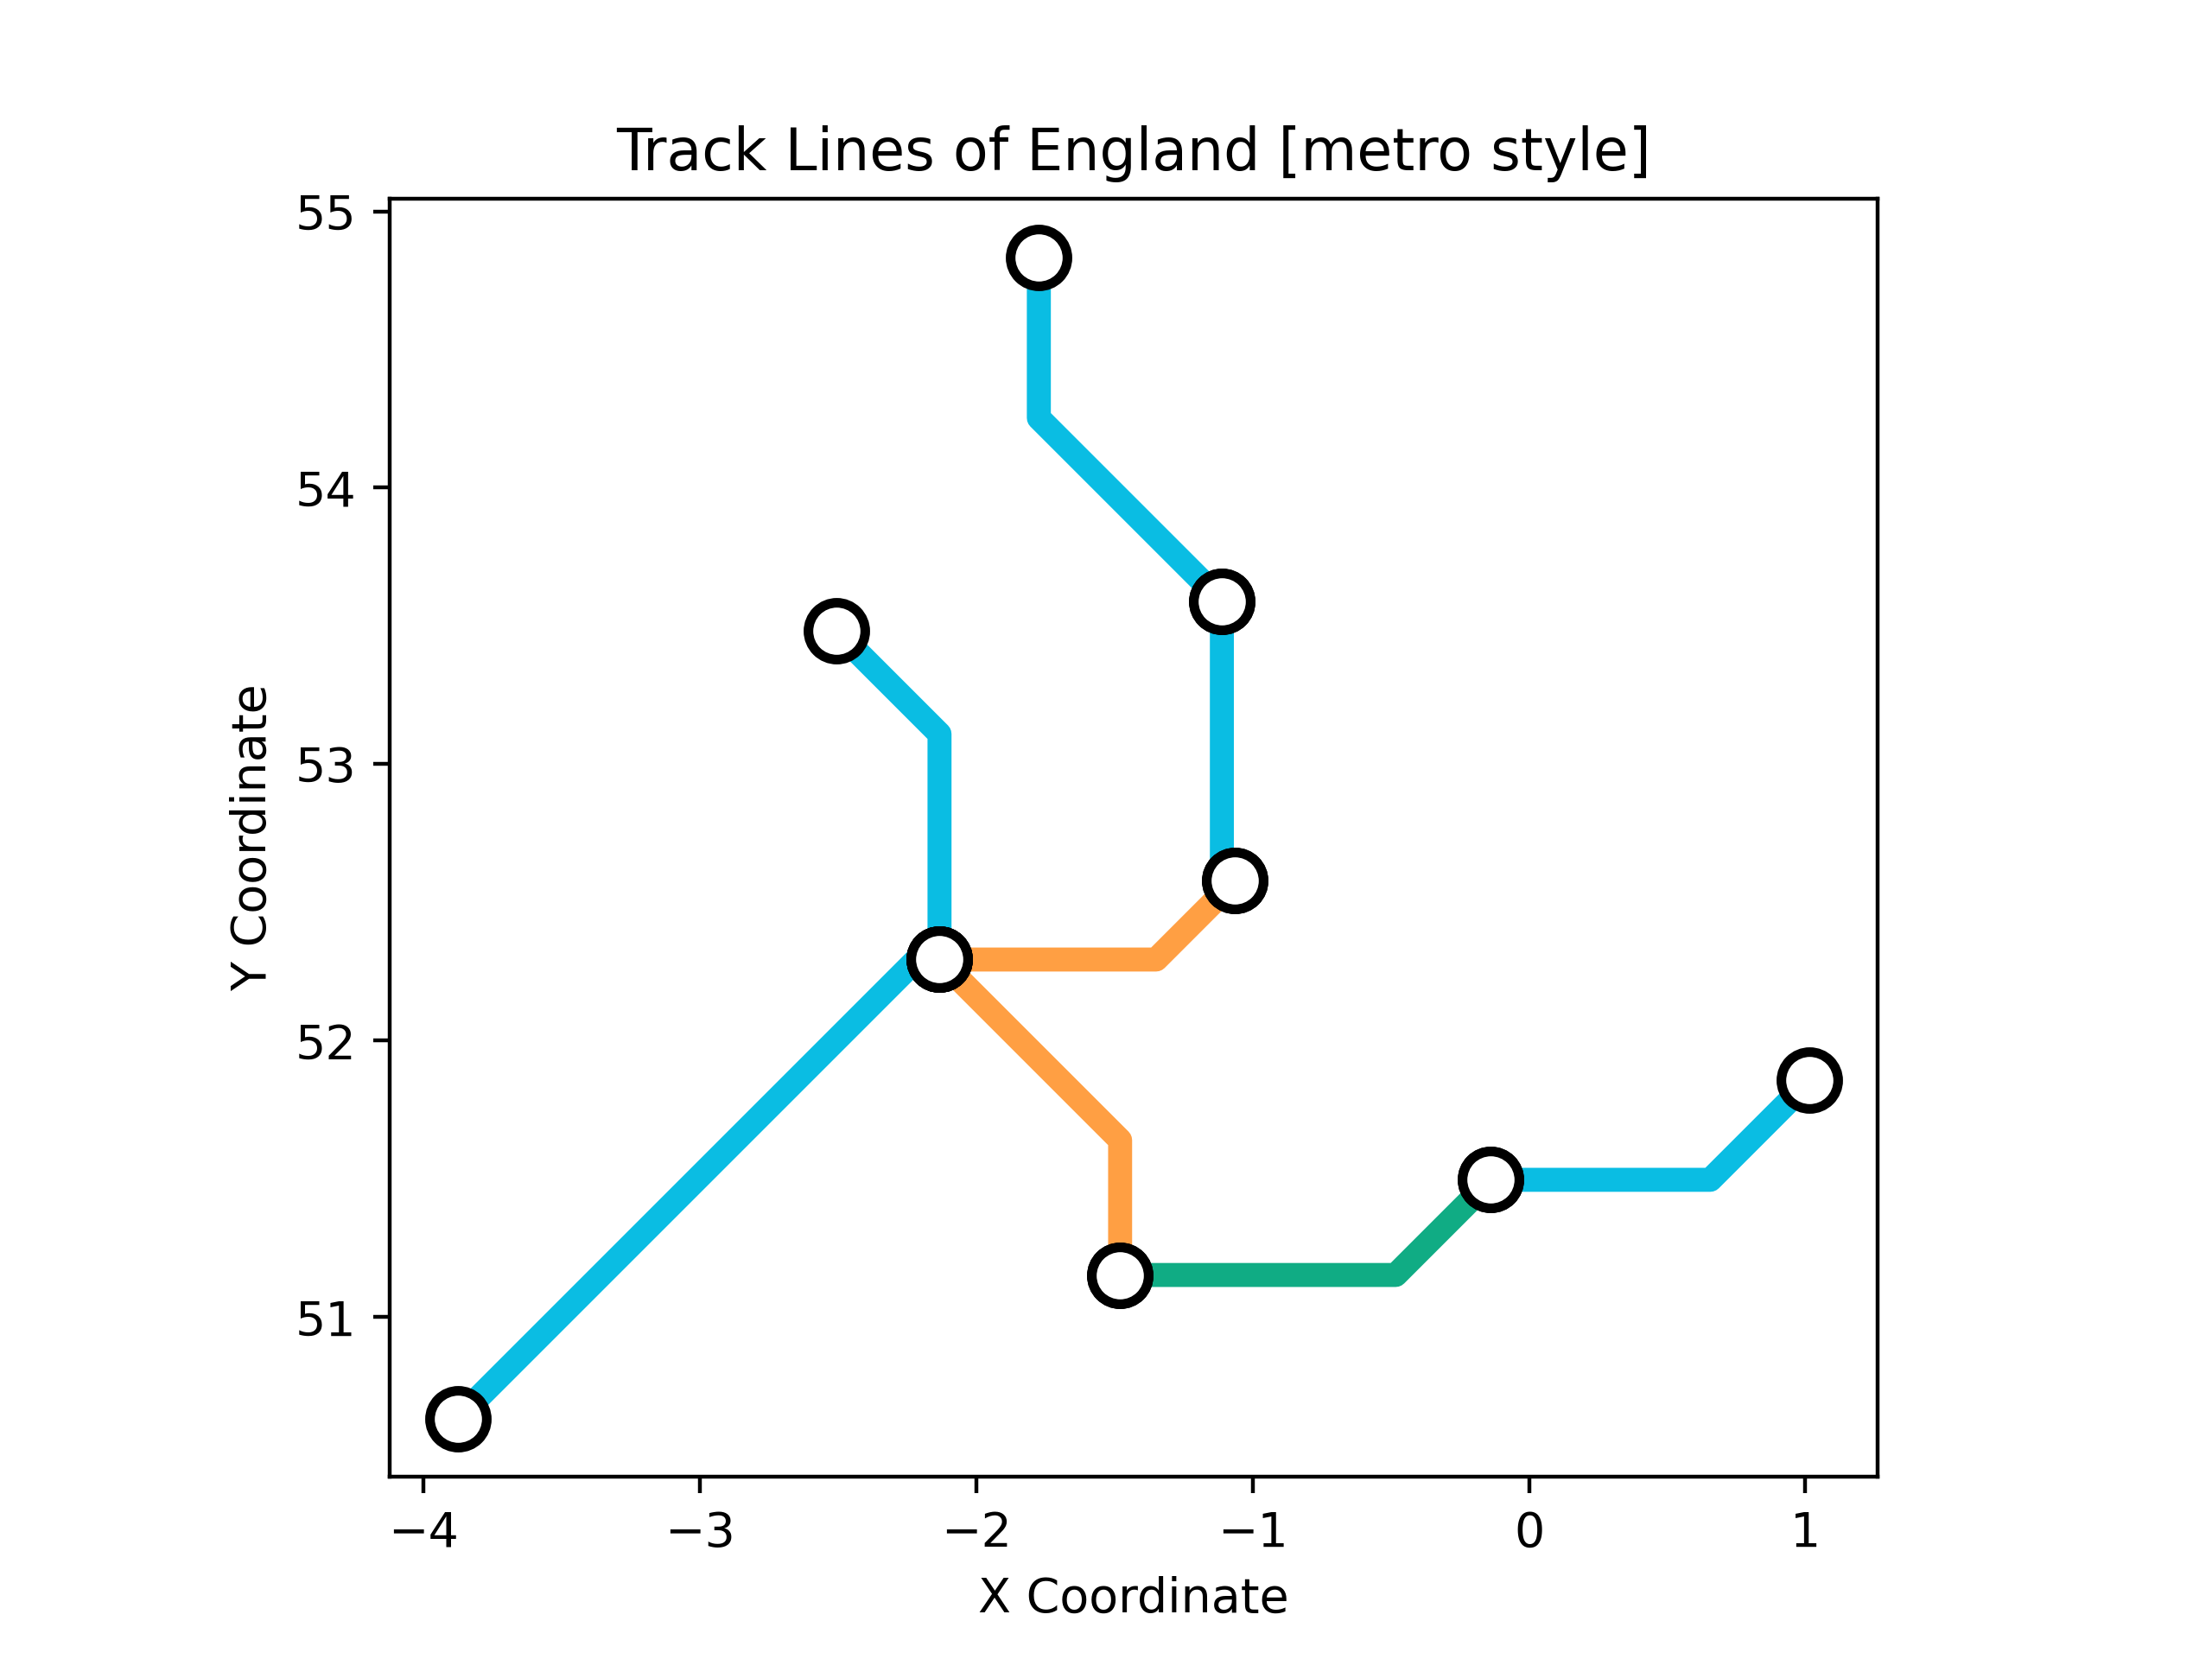 Track Lines of England [metro style]
55
54
53
52
51
Y Coordinate
−4 −3 −2 −1 0 1
X Coordinate